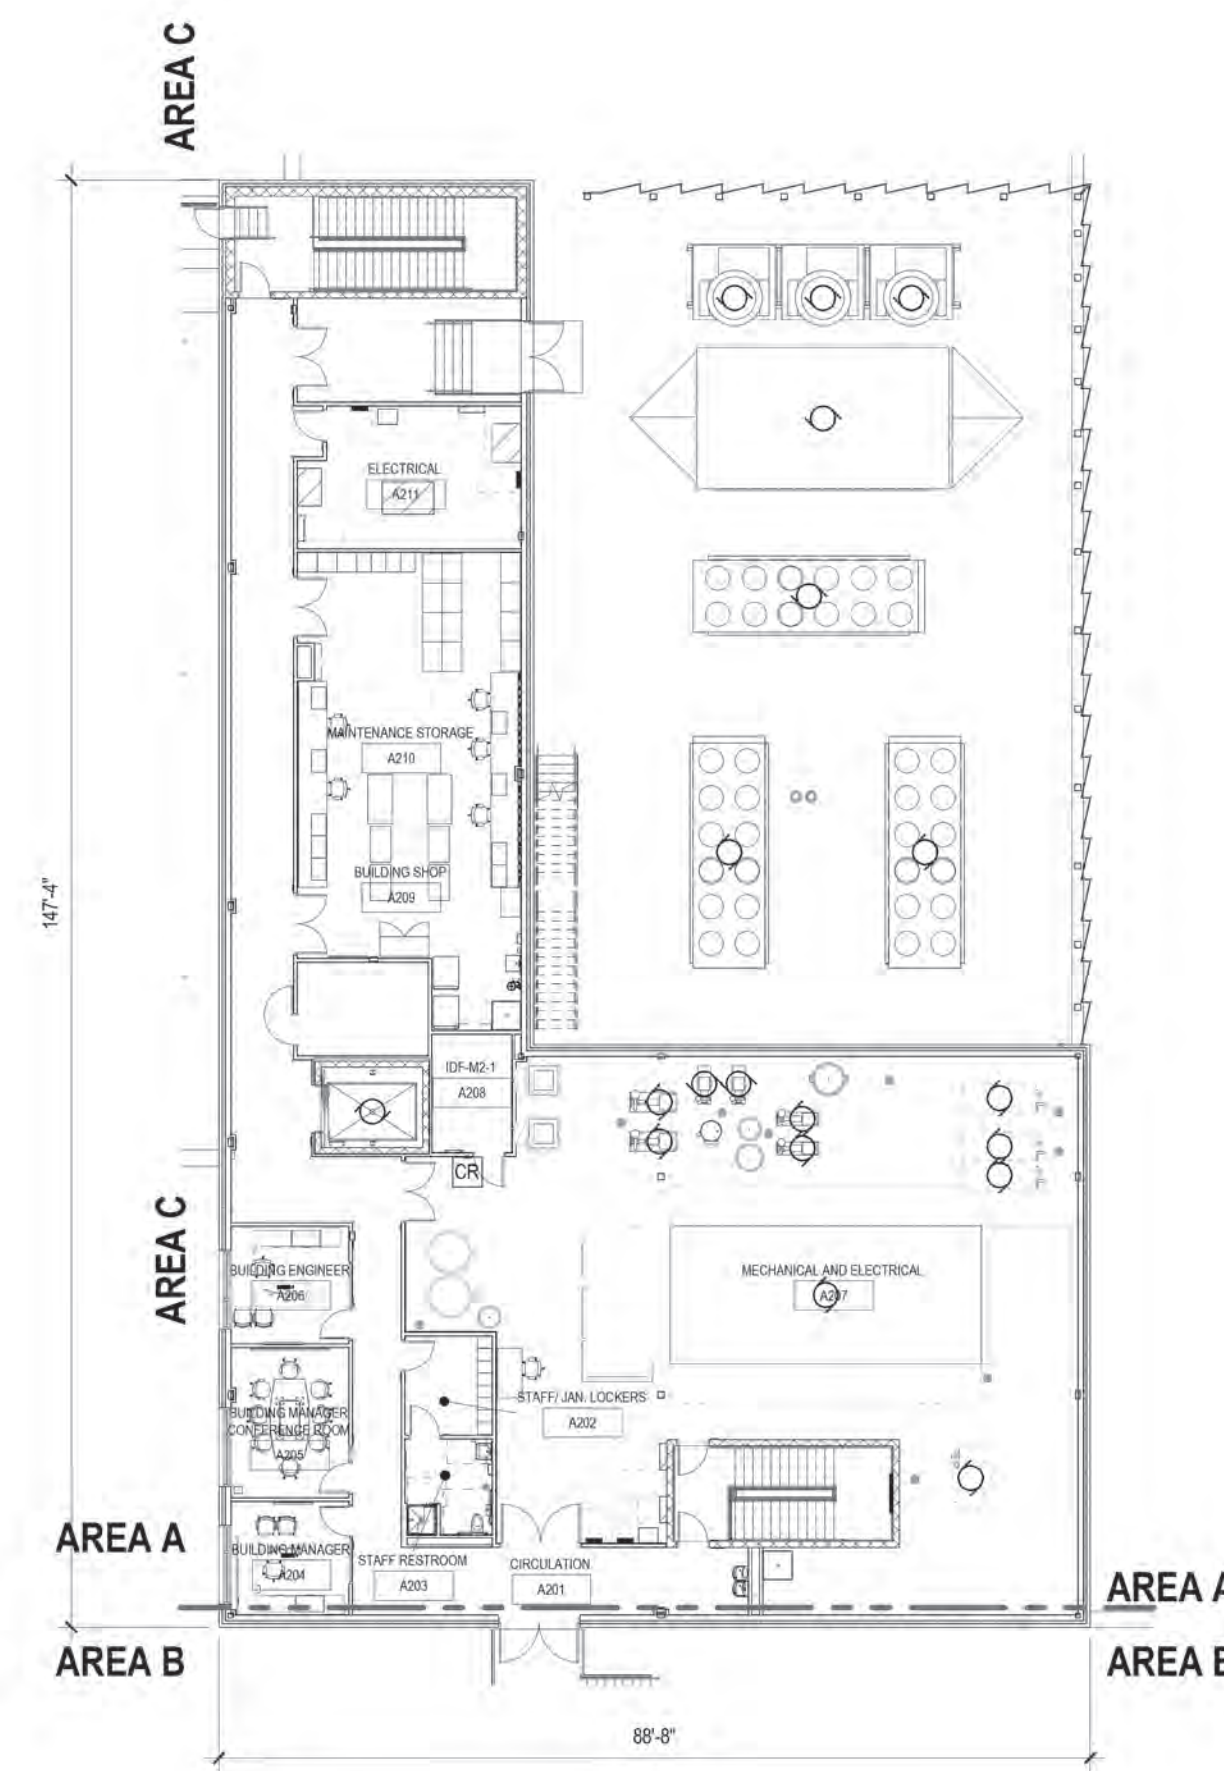 AREA C
ELECTRICAL
A211
MAINTENANCE STORAGE
A210
147'-4"
BUILDING SHOP
A209
IDF-M2-1
A208
CR
AREA C
BUILDING ENGINEER
A206
MECHANICAL AND ELECTRICAL
A207
STAFF/ JAN. LOCKERS
A202
BUILDING MANAGER
CONFERENCE ROOM
A205
AREA A
BUILDING MANAGER
A204
STAFF RESTROOM
A203
CIRCULATION
A201
AREA A
AREA B
AREA B
88'-8"